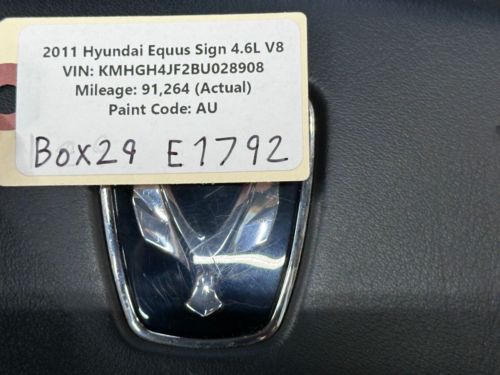 2011 Hyundai Equus Sign 4.6L V8
VIN: KMHGH4JF2BU028908
Mileage: 91,264 (Actual)
Paint Code: AU
Box29 E1792